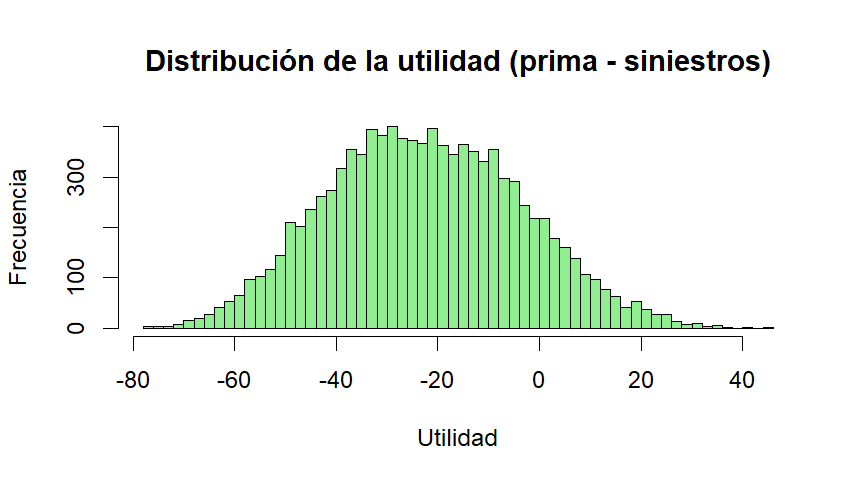 Distribución de la utilidad (prima - siniestros)
Frecuencia
300
100
0
-80 -60 -40 -20 0 20 40
Utilidad